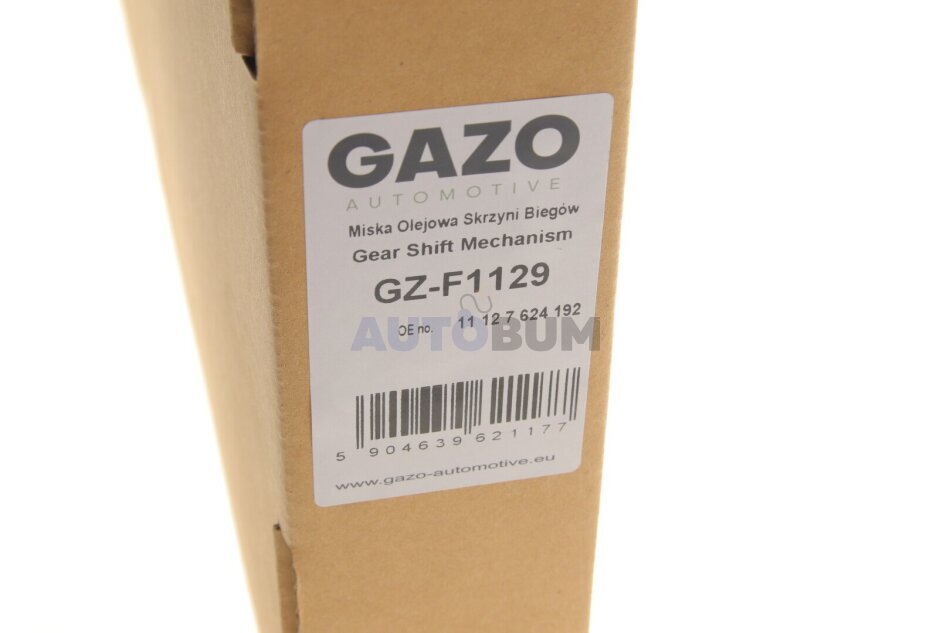 GAZO
AUTOMOTIVE
Miska Olejowa Skrzyni Biegów
Gear Shift Mechanism
GZ-F1129
OE no. 11 12 7 624 192
AUTOBUM
5 904639 621177
www.gazo-automotive.eu